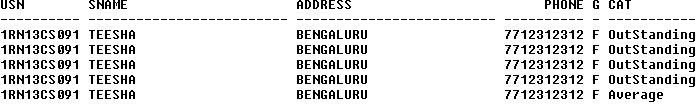 USN SNAME ADDRESS PHONE G CAT
---------- ------------------------- ------------------------- ---------- - -----------
1RN13CS091 TEESHA BENGALURU 7712312312 F OutStanding
1RN13CS091 TEESHA BENGALURU 7712312312 F OutStanding
1RN13CS091 TEESHA BENGALURU 7712312312 F OutStanding
1RN13CS091 TEESHA BENGALURU 7712312312 F OutStanding
1RN13CS091 TEESHA BENGALURU 7712312312 F Average